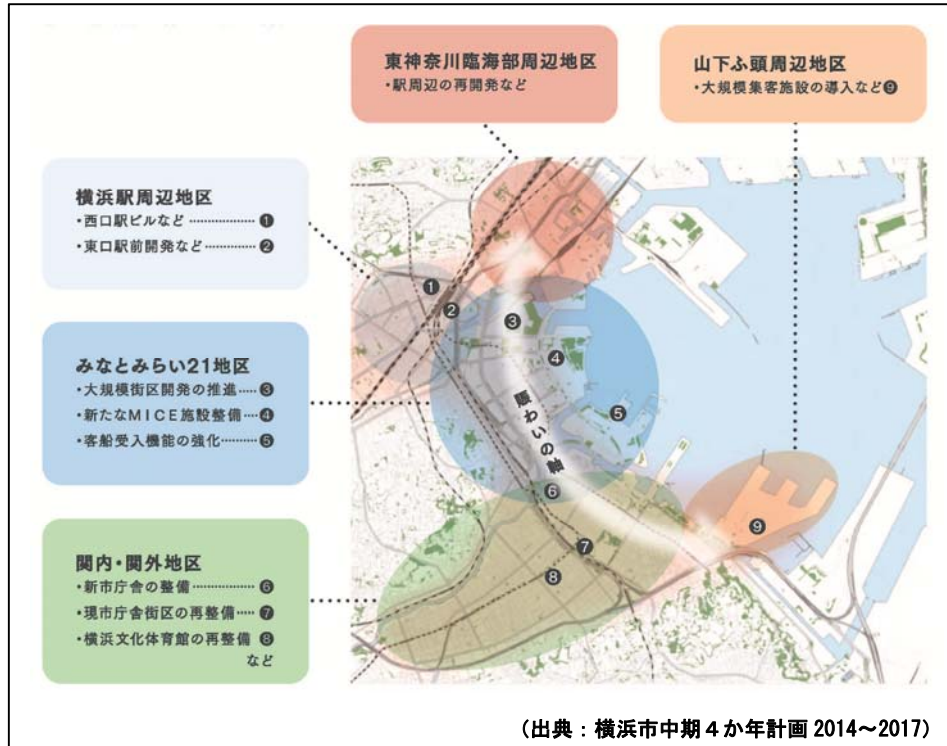 東神奈川臨海部周辺地区
・駅周辺の再開発など
山下ふ頭周辺地区
・大規模集客施設の導入など❾
横浜駅周辺地区
・西口駅ビルなど ……………… ❶
・東口駅前開発など ………… ❷
みなとみらい21地区
・大規模街区開発の推進 …… ❸
・新たなMICE施設整備 …… ❹
・客船受入機能の強化 ……… ❺
関内・関外地区
・新市庁舎の整備 …………… ❻
・現市庁舎街区の再整備 …… ❼
・横浜文化体育館の再整備 ❽
など
❶
❷
❸
❹
❺
賑わいの軸
❻
❼
❽
❾
(出典:横浜市中期4か年計画 2014~2017)